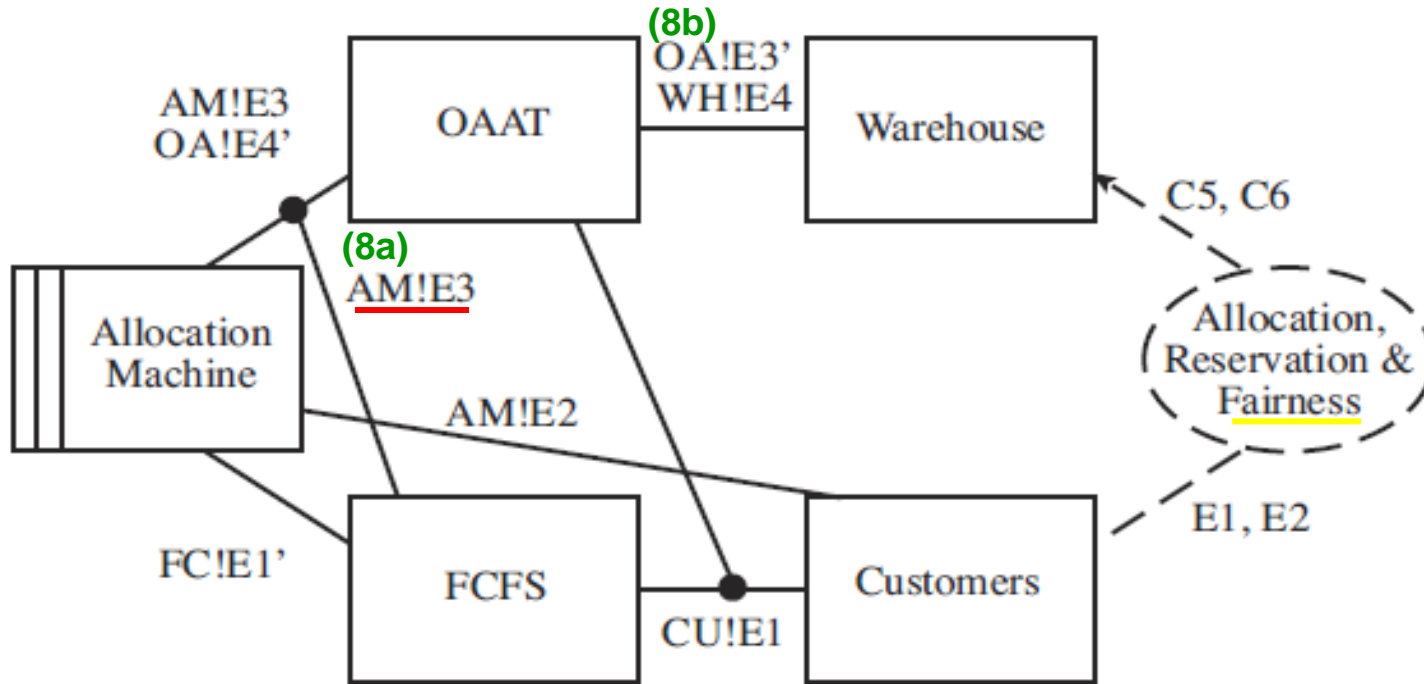 (8b)
OA!E3’
WH!E4
AM!E3
OA!E4’
OAAT
Warehouse
C5, C6
(8a)
AM!E3
Allocation
Machine
Allocation,
Reservation &
Fairness
AM!E2
E1, E2
FC!E1’
FCFS
Customers
CU!E1